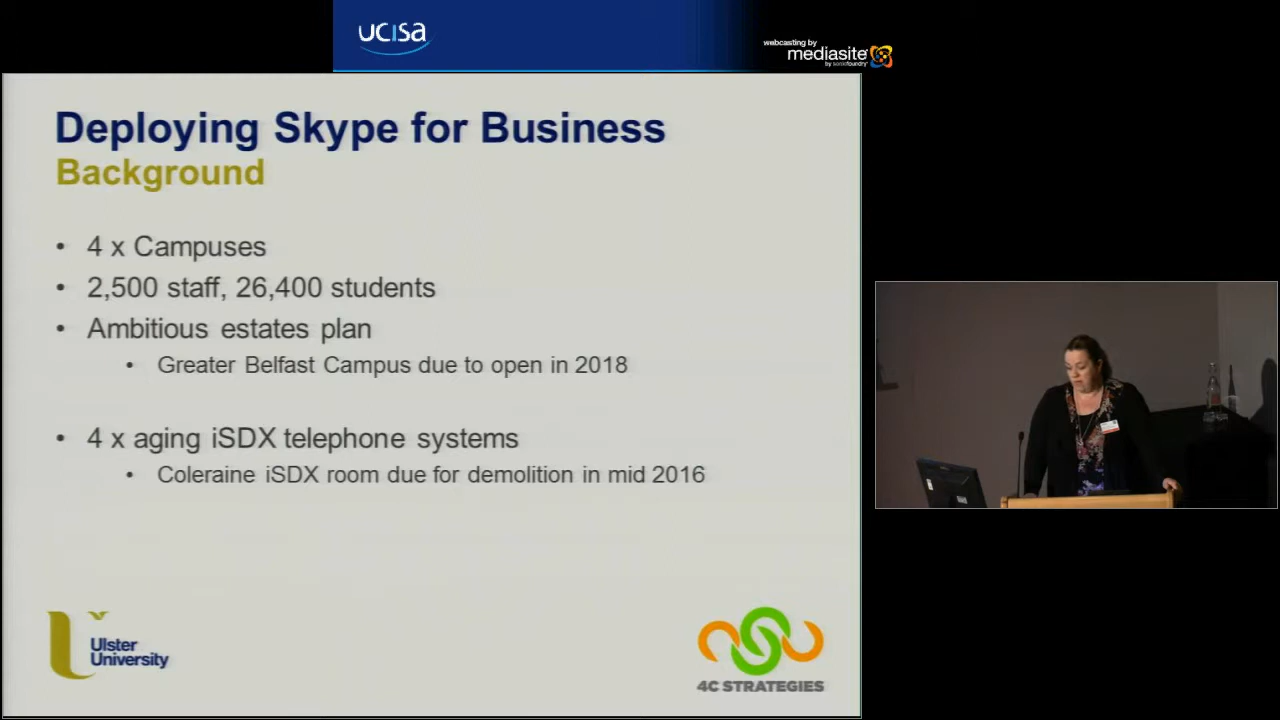 ucisa
webcasting by
mediasite
by sonicfoundry
Deploying Skype for Business
Background
• 4 x Campuses
• 2,500 staff, 26,400 students
• Ambitious estates plan
• Greater Belfast Campus due to open in 2018
• 4 x aging iSDX telephone systems
• Coleraine iSDX room due for demolition in mid 2016
Ulster
University
4C STRATEGIES